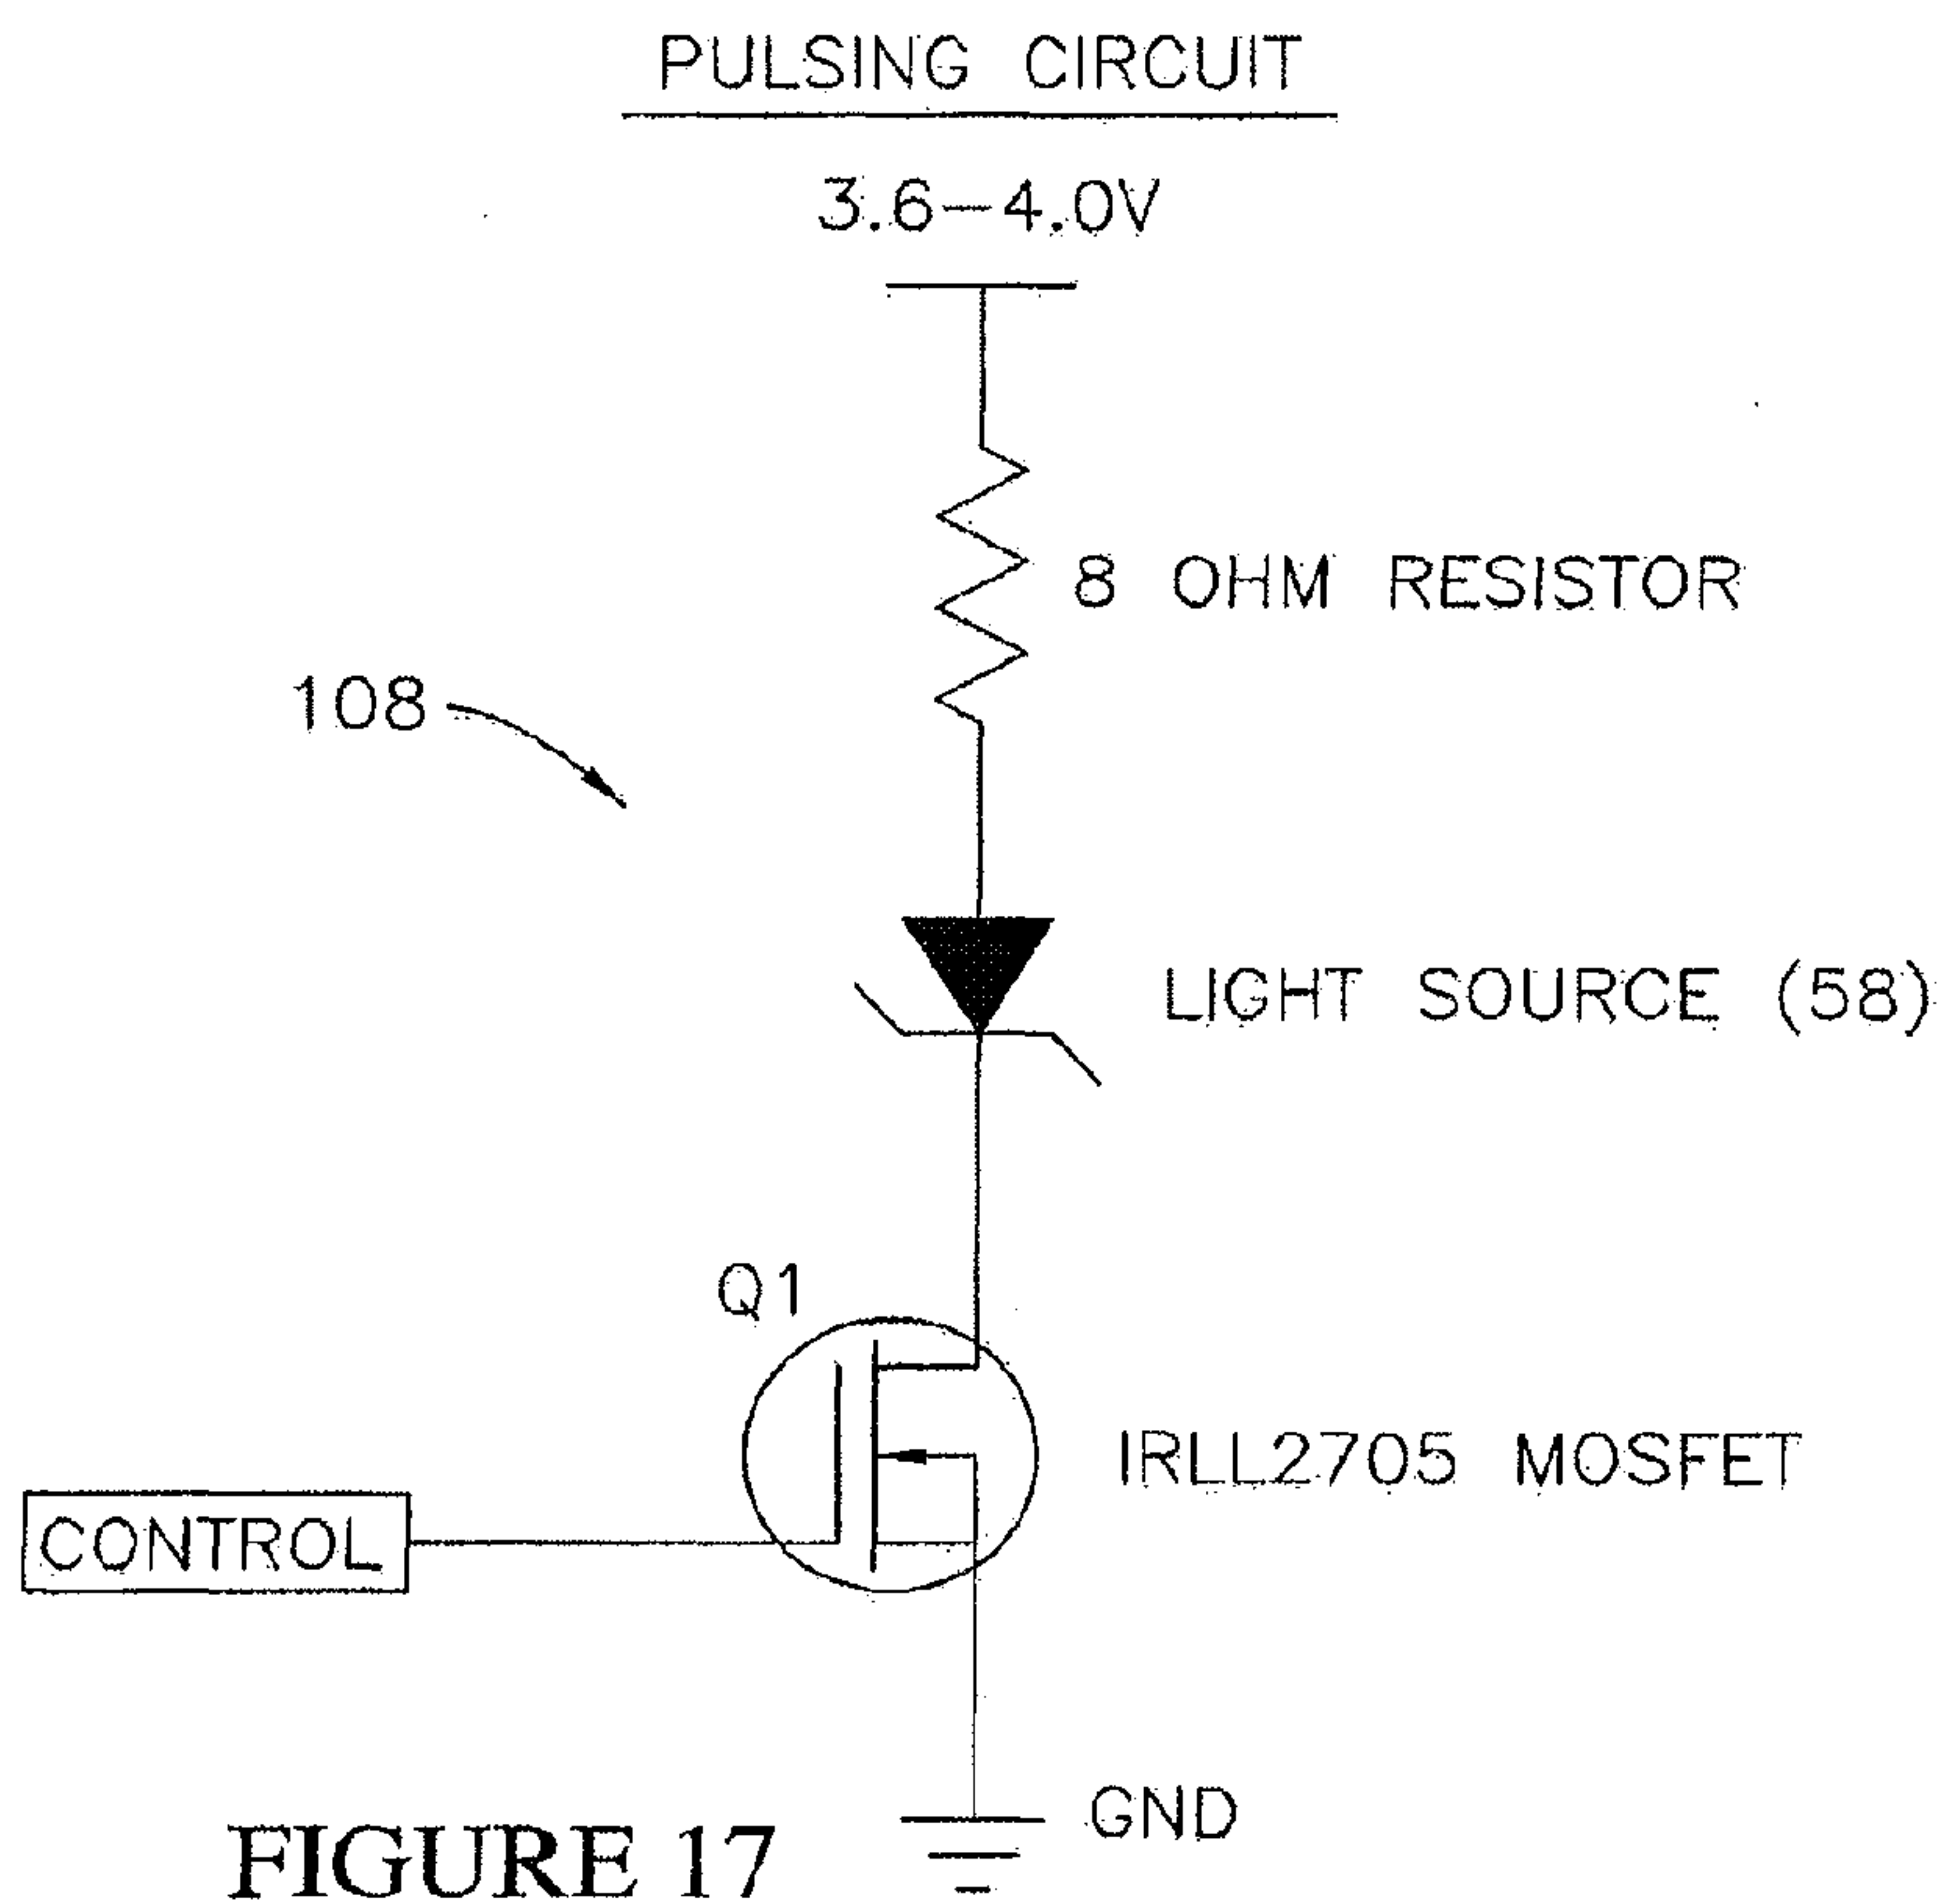 PULSING CIRCUIT
3.6-4.0V
8 OHM RESISTOR
108
LIGHT SOURCE (58)
Q1
IRLL2705 MOSFET
CONTROL
GND
FIGURE 17